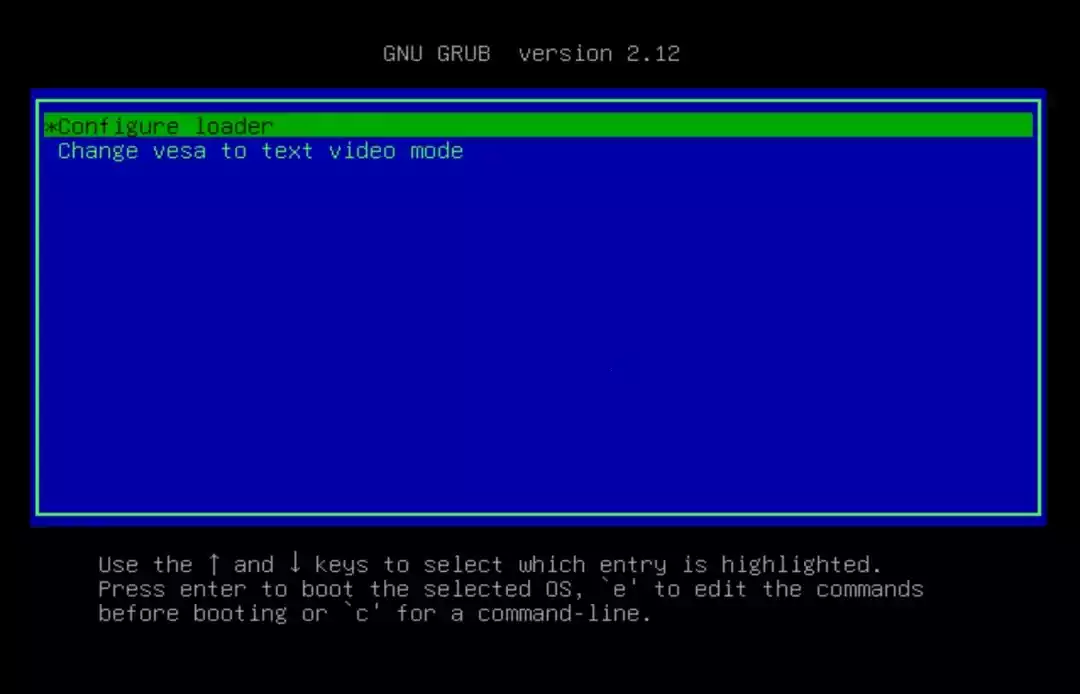 GNU GRUB  version 2.12
*Configure loader
Change vesa to text video mode
Use the ↑ and ↓ keys to select which entry is highlighted.
Press enter to boot the selected OS, `e' to edit the commands
before booting or `c' for a command-line.